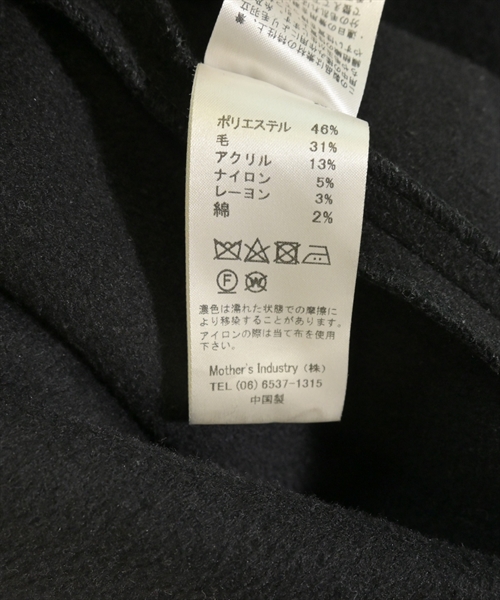 ポリエステル 46%
毛 31%
アクリル 13%
ナイロン 5%
レーヨン 3%
綿 2%
F W
濃色は濡れた状態での摩擦に
より移染することがあります。
アイロンの際は当て布を使用
下さい。
Mother's Industry (株)
TEL (06) 6537-1315
中国製